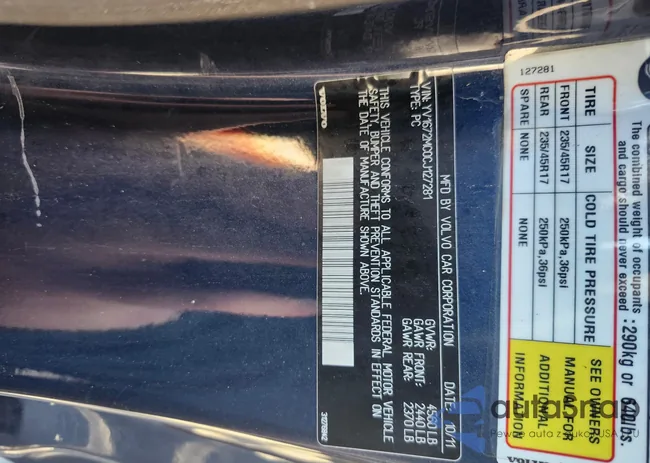 127281
The combined weight of occupants
and cargo should never exceed : 290kg or 640lbs.
TIRE SIZE COLD TIRE PRESSURE SEE OWNERS MANUAL FOR ADDITIONAL INFORMATION
FRONT 235/45R17 250kPa,36psi
REAR 235/45R17 250kPa,36psi
SPARE NONE NONE
MFD BY VOLVO CAR CORPORATION DATE: 10/11
VIN: YV1672MC0CJ127281
TYPE: PC
GVWR: 4550 LB
GAWR FRONT: 2440 LB
GAWR REAR: 2370 LB
THIS VEHICLE CONFORMS TO ALL APPLICABLE FEDERAL MOTOR VEHICLE
SAFETY, BUMPER AND THEFT PREVENTION STANDARDS IN EFFECT ON
THE DATE OF MANUFACTURE SHOWN ABOVE.
VOLVO
autaSnap